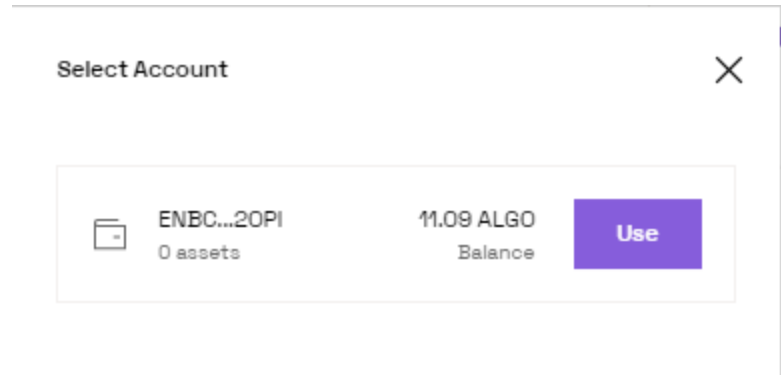 Select Account
ENBC...2OPI
11.09 ALGO
Use
0 assets
Balance